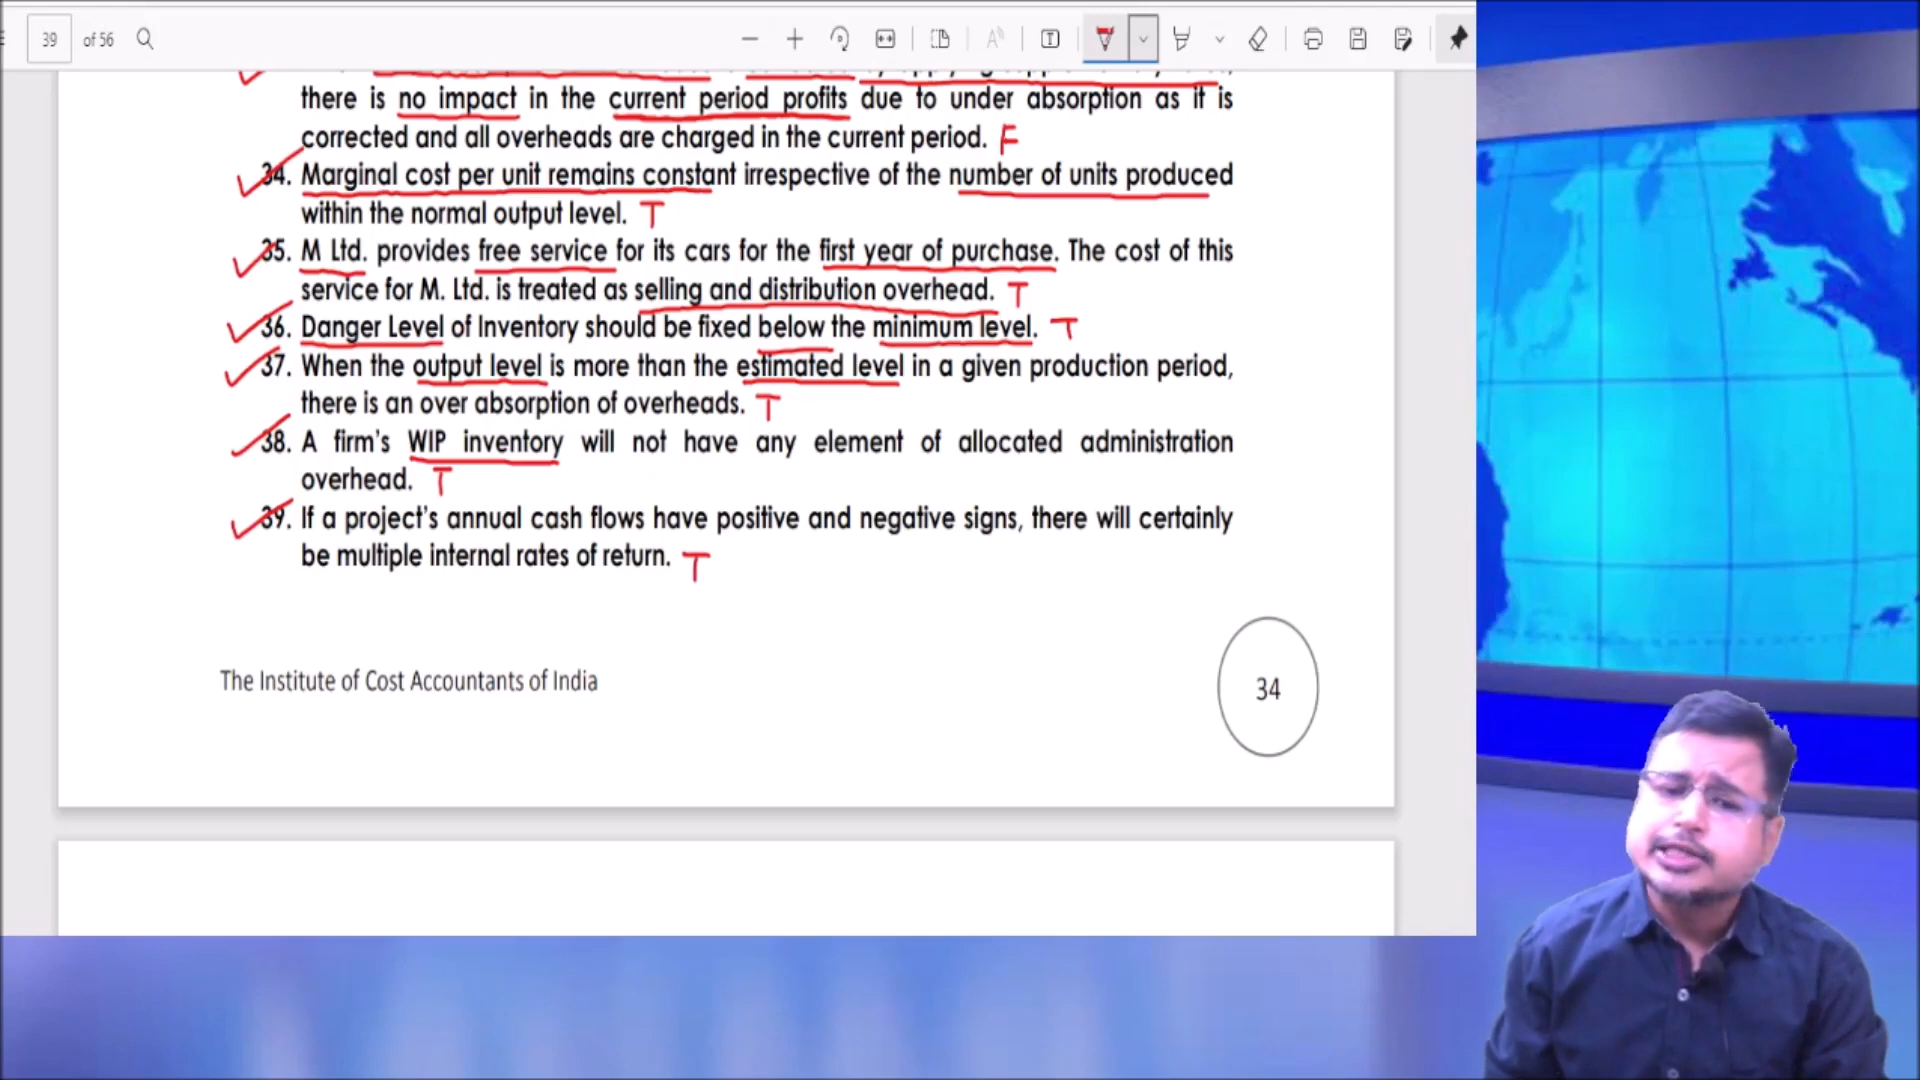 39 of 56
there is no impact in the current period profits due to under absorption as it is
corrected and all overheads are charged in the current period. F
34. Marginal cost per unit remains constant irrespective of the number of units produced
within the normal output level. T
35. M Ltd. provides free service for its cars for the first year of purchase. The cost of this
service for M. Ltd. is treated as selling and distribution overhead. T
36. Danger Level of Inventory should be fixed below the minimum level. T
37. When the output level is more than the estimated level in a given production period,
there is an over absorption of overheads. T
38. A firm's WIP inventory will not have any element of allocated administration
overhead. T
39. If a project's annual cash flows have positive and negative signs, there will certainly
be multiple internal rates of return. T
The Institute of Cost Accountants of India
34